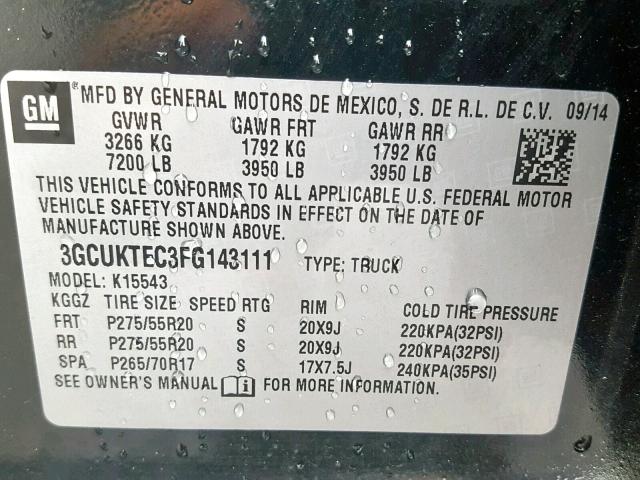 GM ® MFD BY GENERAL MOTORS DE MEXICO, S. DE R.L. DE C.V. 09/14
GVWR GAWR FRT GAWR RR
3266 KG 1792 KG 1792 KG
7200 LB 3950 LB 3950 LB
THIS VEHICLE CONFORMS TO ALL APPLICABLE U.S. FEDERAL MOTOR
VEHICLE SAFETY STANDARDS IN EFFECT ON THE DATE OF
MANUFACTURE SHOWN ABOVE.
3GCUKTEC3FG143111 TYPE: TRUCK
MODEL: K15543
KGGZ TIRE SIZE SPEED RTG RIM COLD TIRE PRESSURE
FRT P275/55R20 S 20X9J 220KPA(32PSI)
RR P275/55R20 S 20X9J 220KPA(32PSI)
SPA P265/70R17 S 17X7.5J 240KPA(35PSI)
SEE OWNER'S MANUAL i FOR MORE INFORMATION.